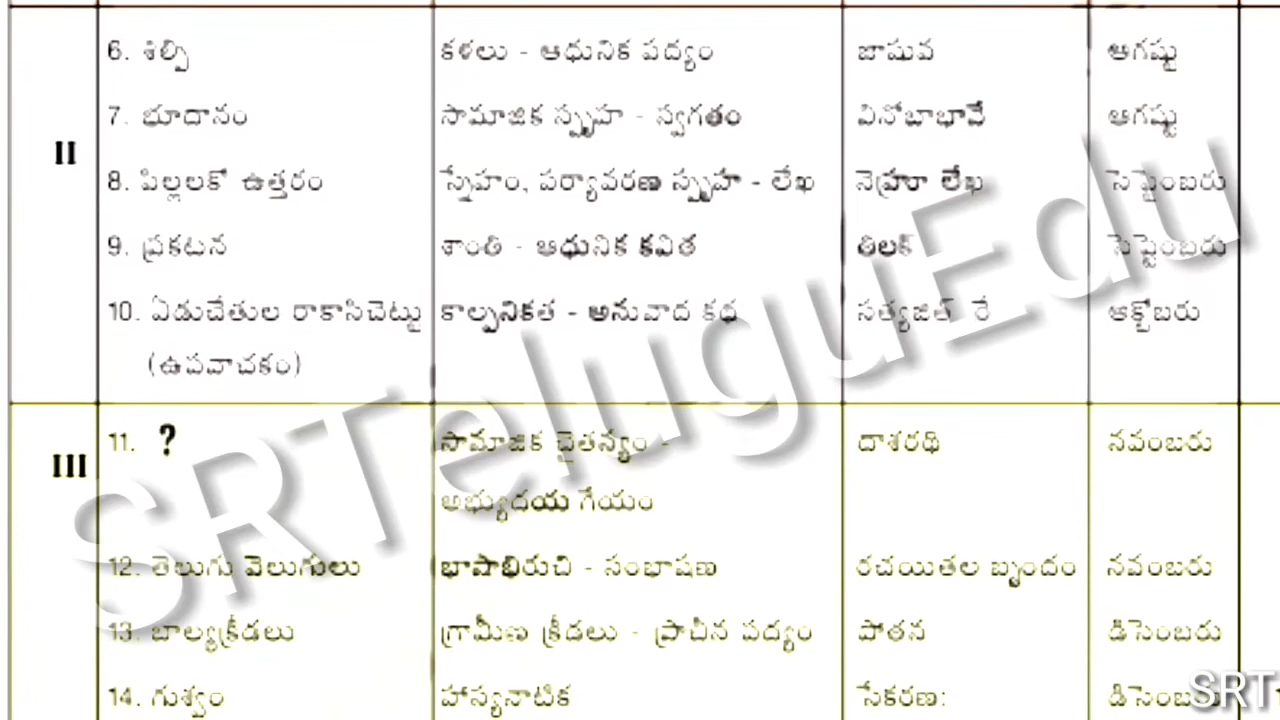 6. శిల్పి కళలు - ఆధునిక పద్యం జాషువ ఆగష్టు
7. భూదానం సామాజిక స్పృహ - స్వగతం వినోబాభావే ఆగష్టు
II
8. పిల్లలకో ఉత్తరం స్నేహం, పర్యావరణ స్పృహ - లేఖ నెహ్రూ లేఖ సెప్టెంబరు
9. ప్రకటన శాంతి - ఆధునిక కవిత తిలక్ సెప్టెంబరు
10. ఏడుచేతుల రాకాసిచెట్టు కాల్పనికత - అనువాద కథ సత్యజిత్ రే అక్టోబరు
(ఉపవాచకం)
11. ? సామాజిక చైతన్యం - దాశరథి నవంబరు
III
అభ్యుదయ గేయం
12. తెలుగు వెలుగులు భాషాభిరుచి - సంభాషణ రచయితల బృందం నవంబరు
13. బాల్యక్రీడలు గ్రామీణ క్రీడలు - ప్రాచీన పద్యం పోతన డిసెంబరు
14. గుశ్వం హాస్యనాటిక సేకరణ: డిసెంబరు
SRTeluguEdu
SRT